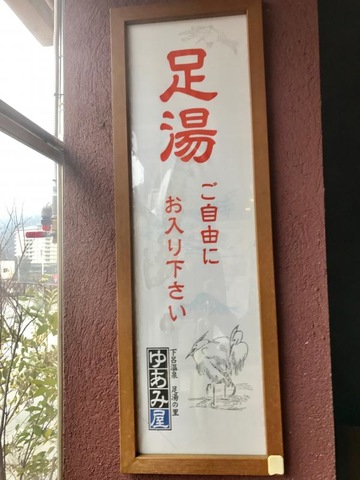 足湯
ご自由に
お入り下さい
下呂温泉 足湯の里
ゆあみ屋